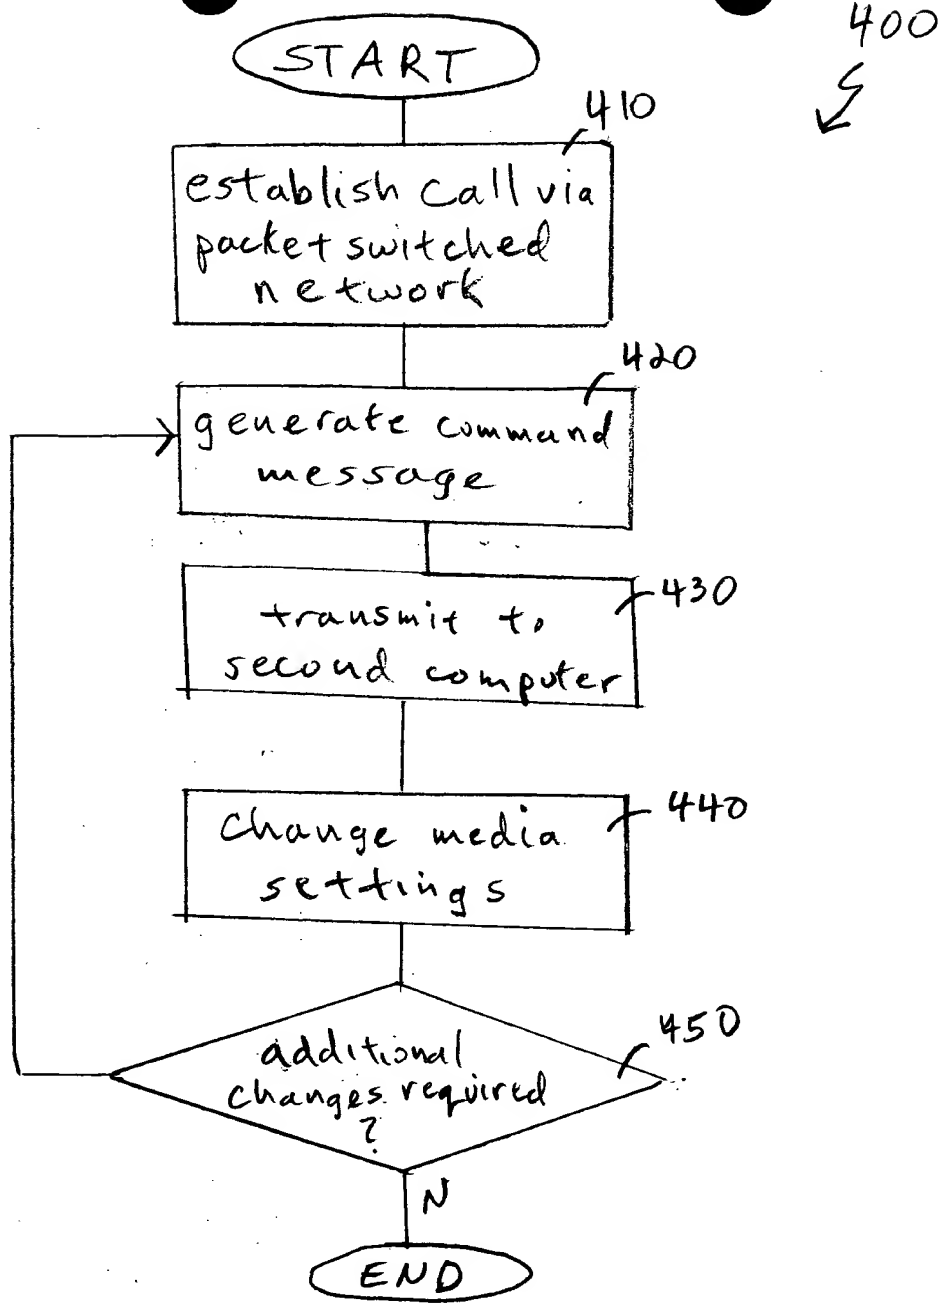 400
START
410
establish call via
packet switched
network
420
generate command
message
430
transmit to
second computer
440
change media
settings
450
additional
changes required
?
N
END